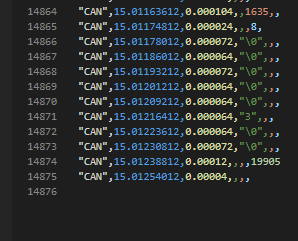 14864 "CAN",15.01163612,0.000104,,1635,,
14865 "CAN",15.01174812,0.000024,,,8,
14866 "CAN",15.01178012,0.000072,"\0",,,
14867 "CAN",15.01186012,0.000064,"\0",,,
14868 "CAN",15.01193212,0.000072,"\0",,,
14869 "CAN",15.01201212,0.000064,"\0",,,
14870 "CAN",15.01209212,0.000064,"\0",,,
14871 "CAN",15.01216412,0.000064,"3",,,
14872 "CAN",15.01223612,0.000064,"\0",,,
14873 "CAN",15.01230812,0.000072,"\0",,,
14874 "CAN",15.01238812,0.00012,,,,19905
14875 "CAN",15.01254012,0.00004,,,,
14876